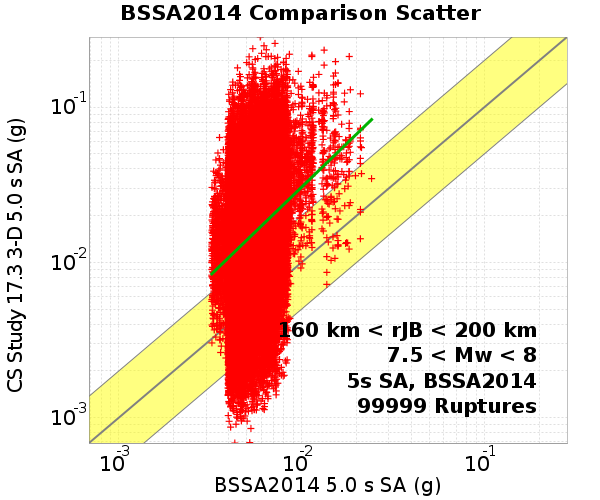 BSSA2014 Comparison Scatter
CS Study 17.3 3-D 5.0 s SA (g)
10-1
10-2
10-3
160 km < rJB < 200 km
7.5 < Mw < 8
5s SA, BSSA2014
99999 Ruptures
10-3
10-2
10-1
BSSA2014 5.0 s SA (g)